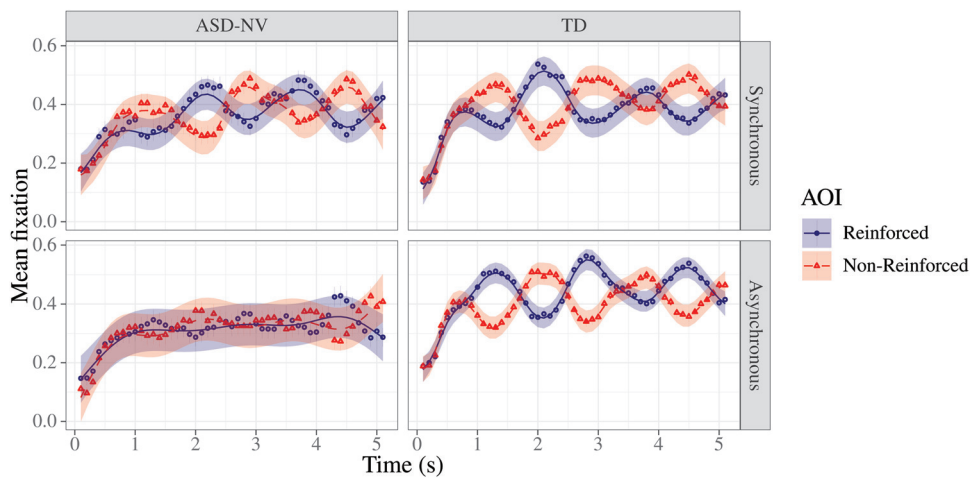 ASD-NV
TD
0.6
0.4
0.2
0.0
Synchronous
0.6
0.4
0.2
0.0
Asynchronous
Mean fixation
0 1 2 3 4 5
0 1 2 3 4 5
Time (s)
AOI
Reinforced
Non-Reinforced